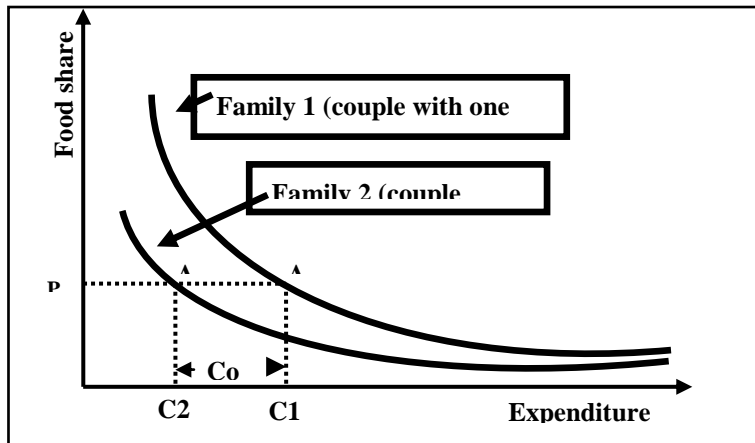 Food share
Family 1 (couple with one
Family 2 (couple
A
A
P
Co
C2
C1
Expenditure